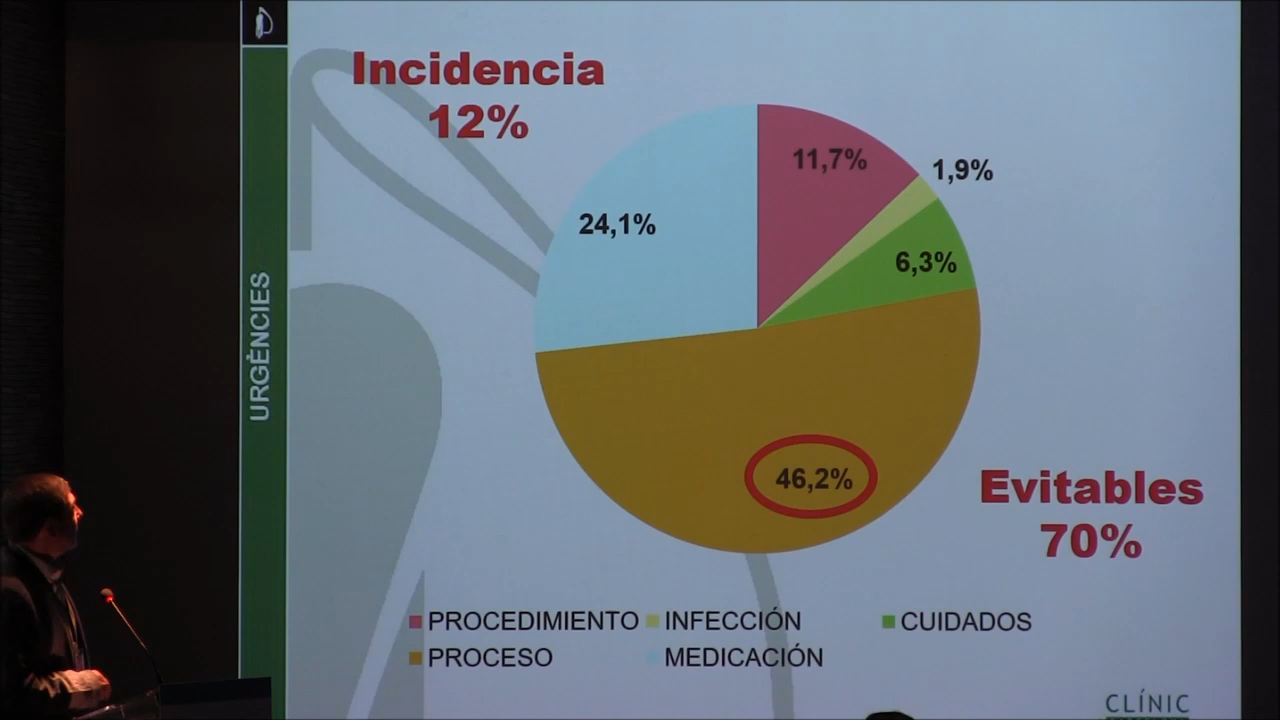 URGÈNCIES
Incidencia
12%
11,7%
1,9%
24,1%
6,3%
46,2%
Evitables
70%
PROCEDIMIENTO
INFECCIÓN
CUIDADOS
PROCESO
MEDICACIÓN
CLÍNIC